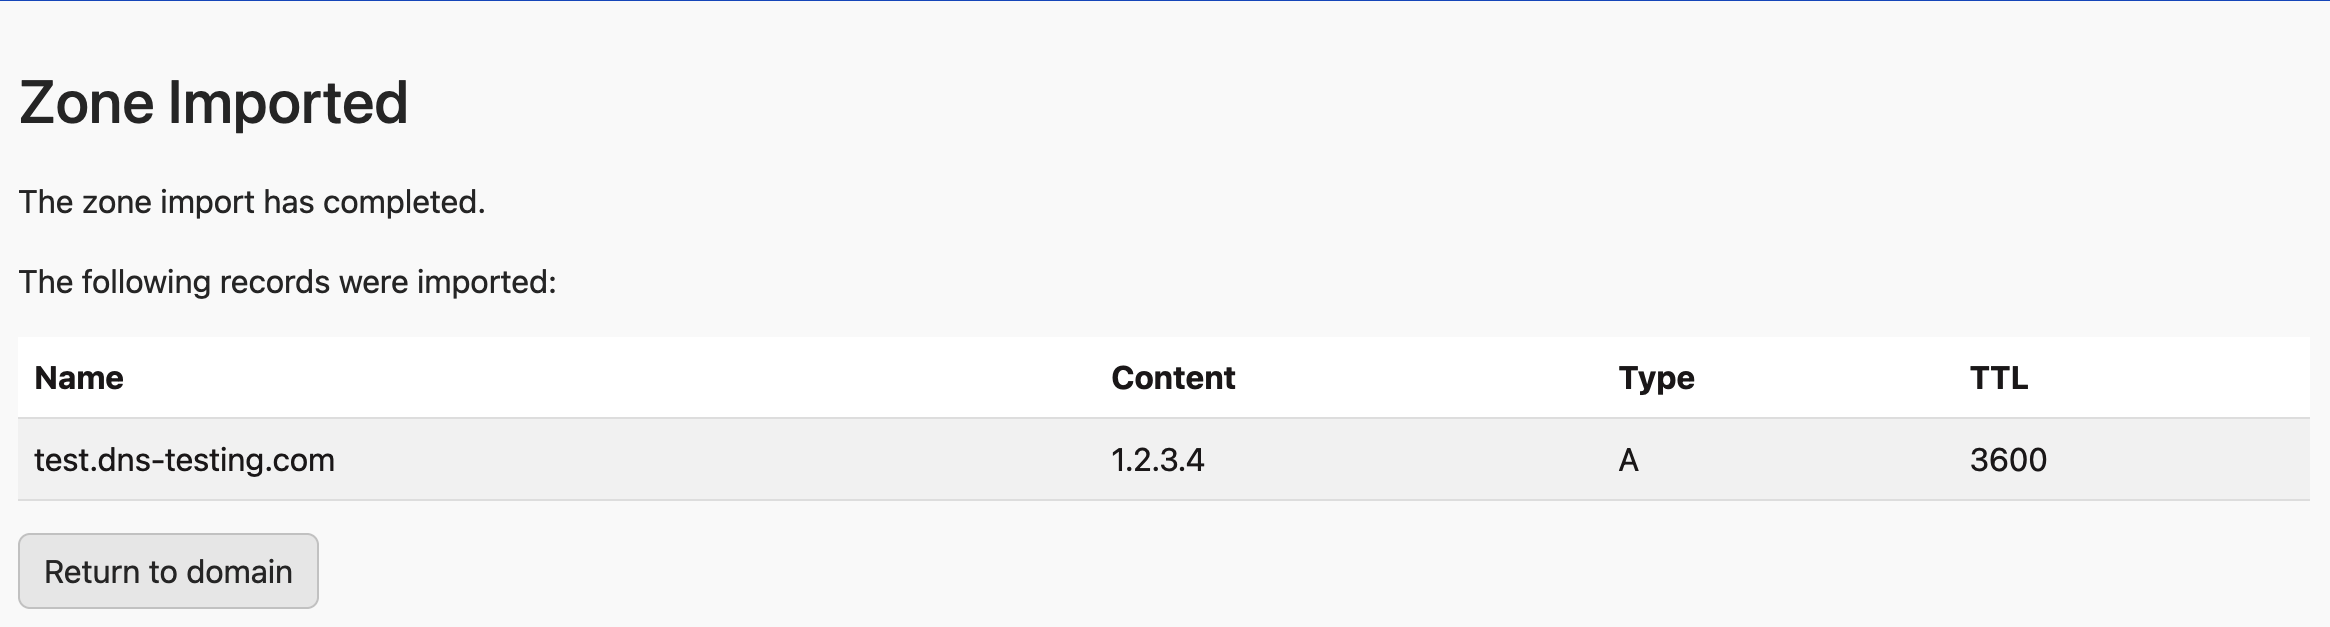 Zone Imported
The zone import has completed.
The following records were imported:
Name Content Type TTL
test.dns-testing.com 1.2.3.4 A 3600
Return to domain